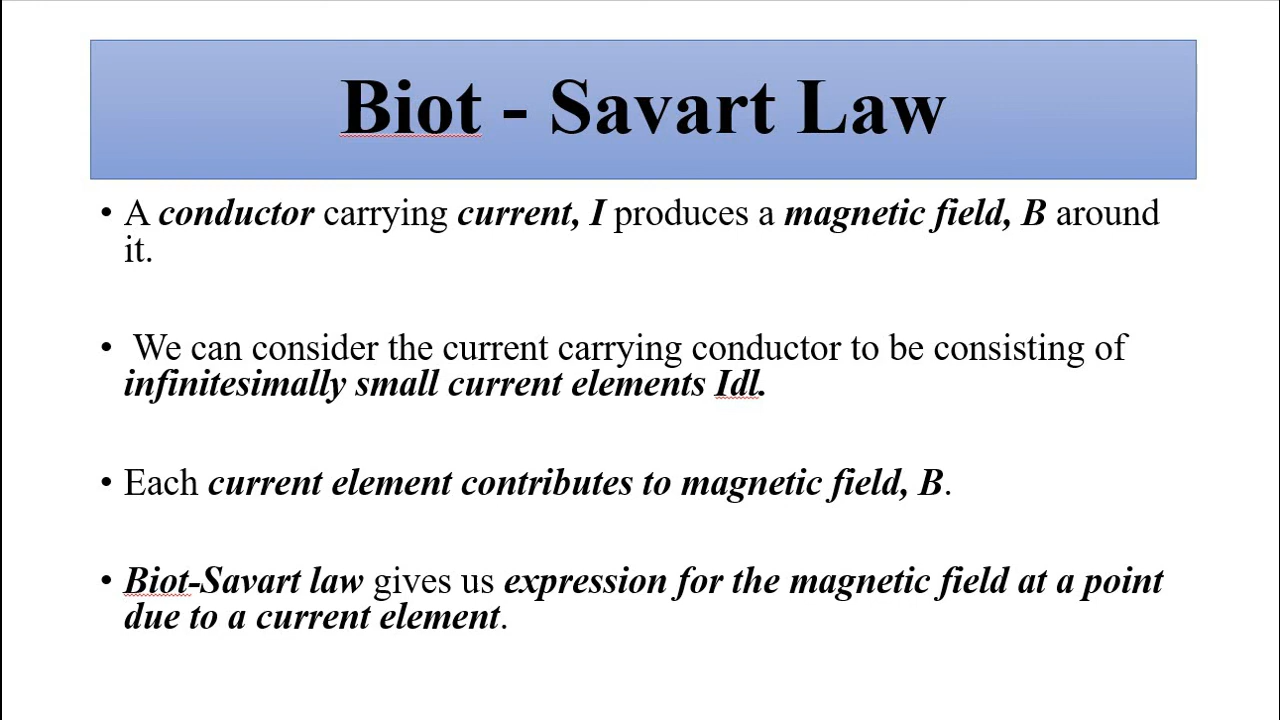 Biot - Savart Law
• A conductor carrying current, I produces a magnetic field, B around
it.
• We can consider the current carrying conductor to be consisting of
infinitesimally small current elements Idl.
• Each current element contributes to magnetic field, B.
• Biot-Savart law gives us expression for the magnetic field at a point
due to a current element.